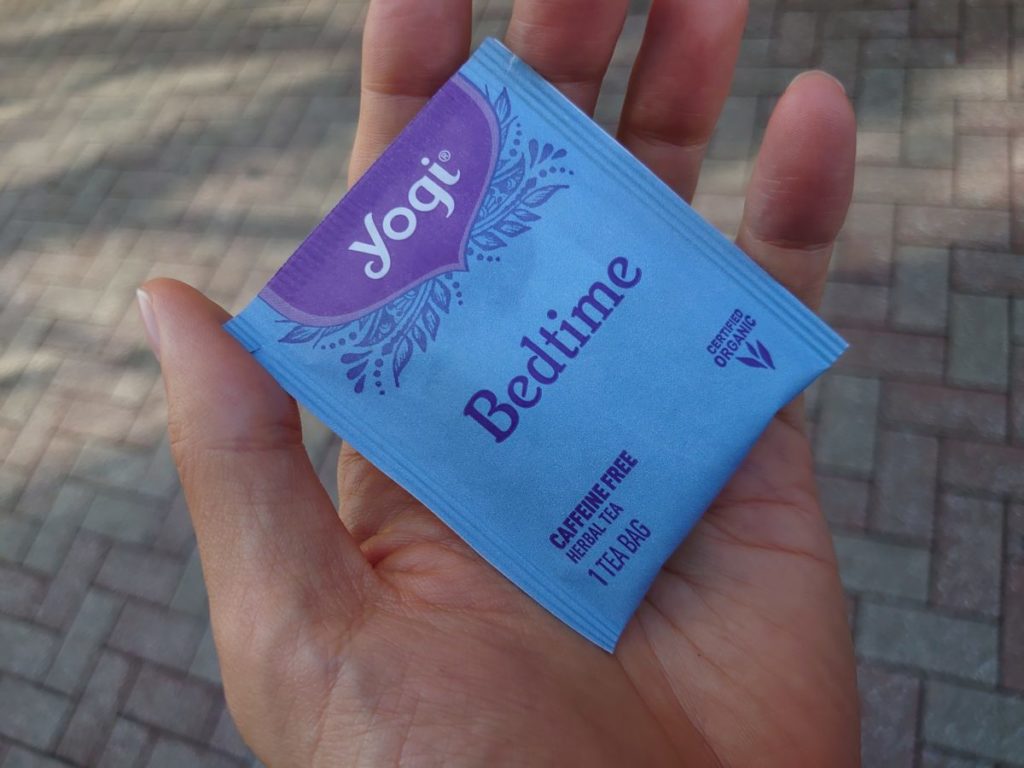 yogi®
Bedtime
CERTIFIED
ORGANIC
CAFFEINE FREE
HERBAL TEA
1 TEA BAG